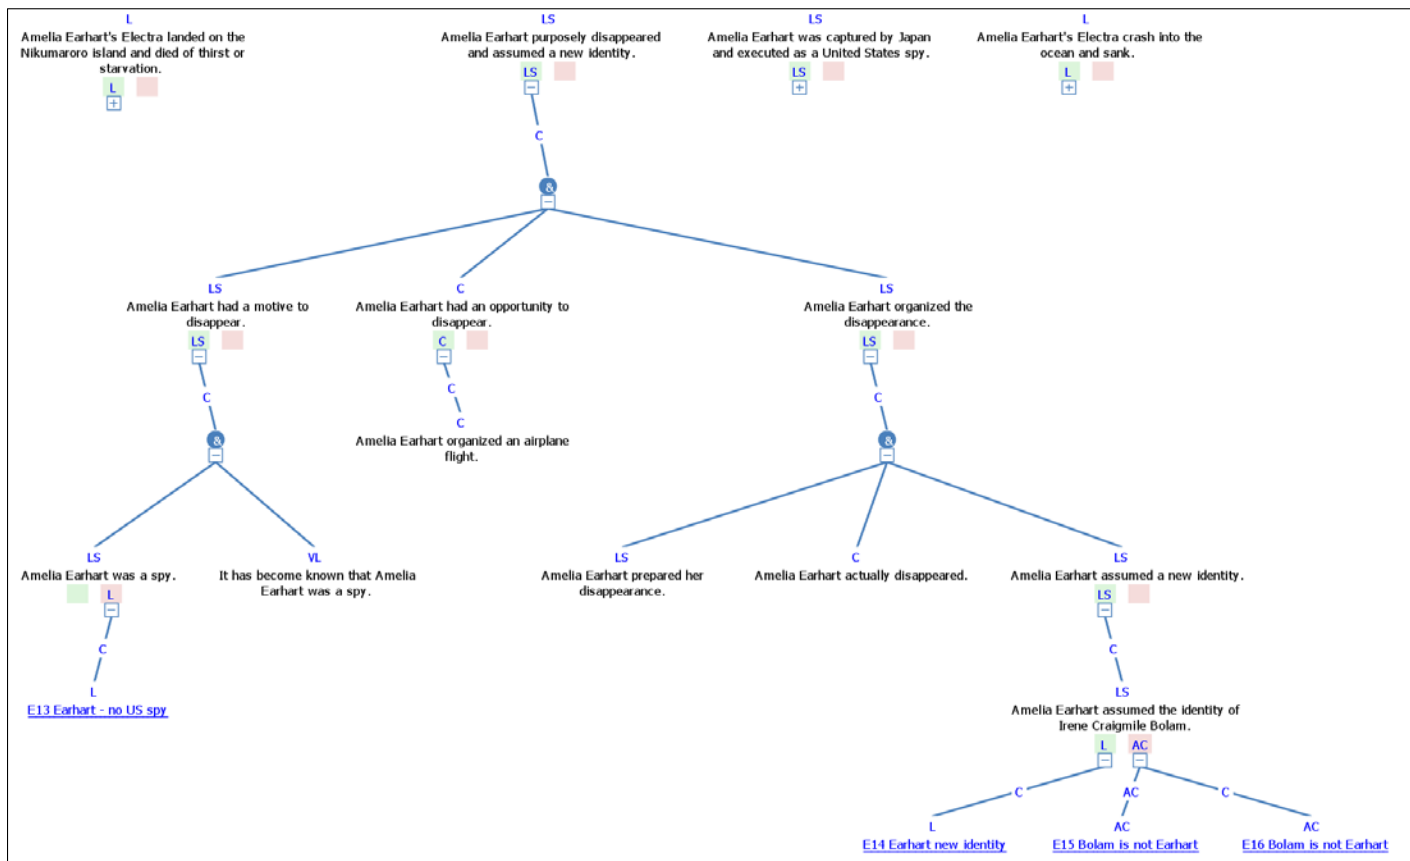 L
LS
LS
L
Amelia Earhart's Electra landed on the
Nikumaroro island and died of thirst or
starvation.
Amelia Earhart purposely disappeared
and assumed a new identity.
Amelia Earhart was captured by Japan
and executed as a United States spy.
Amelia Earhart's Electra crash into the
ocean and sank.
L
LS
LS
L
C
&
LS
C
LS
Amelia Earhart had a motive to
disappear.
Amelia Earhart had an opportunity to
disappear.
Amelia Earhart organized the
disappearance.
LS
C
LS
C
C
C
C
Amelia Earhart organized an airplane
flight.
&
&
LS
VL
LS
C
LS
Amelia Earhart was a spy.
It has become known that Amelia
Earhart was a spy.
Amelia Earhart prepared her
disappearance.
Amelia Earhart actually disappeared.
Amelia Earhart assumed a new identity.
L
LS
C
C
L
LS
E13 Earhart - no US spy
Amelia Earhart assumed the identity of
Irene Craigmile Bolam.
L
AC
C
AC
C
L
AC
AC
E14 Earhart new identity
E15 Bolam is not Earhart
E16 Bolam is not Earhart